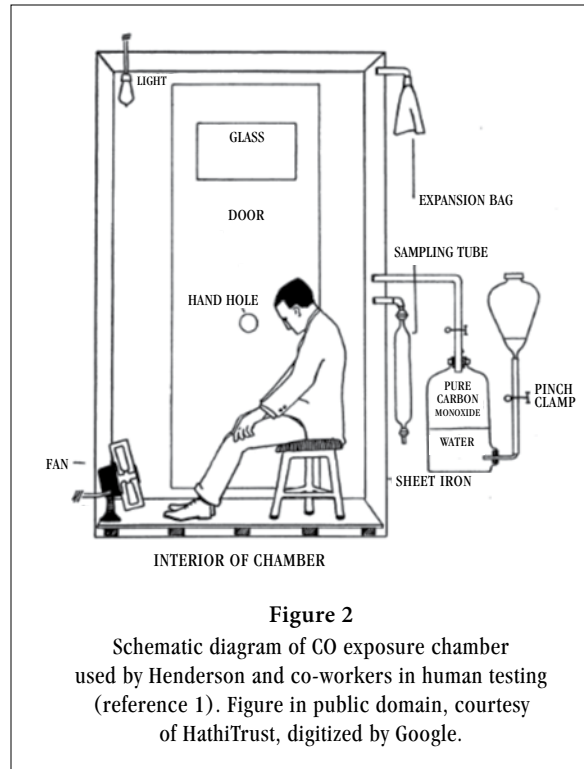 LIGHT
GLASS
EXPANSION BAG
DOOR
SAMPLING TUBE
HAND HOLE
PURE
CARBON
MONOXIDE
PINCH
CLAMP
WATER
FAN
SHEET IRON
INTERIOR OF CHAMBER
Figure 2
Schematic diagram of CO exposure chamber
used by Henderson and co-workers in human testing
(reference 1). Figure in public domain, courtesy
of HathiTrust, digitized by Google.